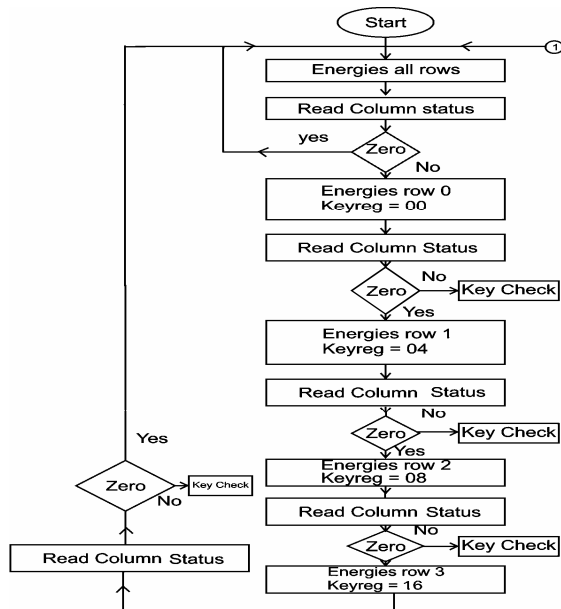 Start
1
Energies all rows
Read Column status
yes
Zero
No
Energies row 0
Keyreg = 00
Read Column Status
No
Zero
Key Check
Yes
Energies row 1
Keyreg = 04
Read Column Status
No
Zero
Key Check
Yes
Energies row 2
Keyreg = 08
Read Column Status
No
Zero
Key Check
Energies row 3
Keyreg = 16
Read Column Status
Zero
No
Key Check
Yes